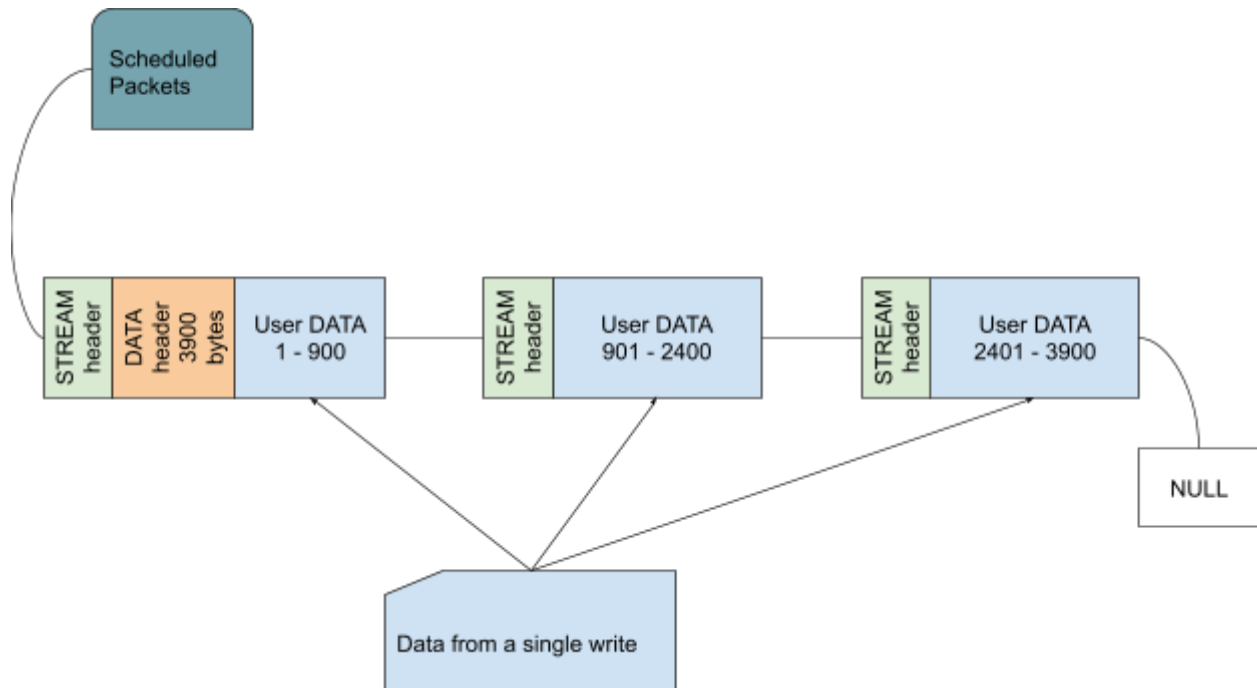 Scheduled
Packets
STREAM
header
DATA
header
3900
bytes
User DATA
1 - 900
STREAM
header
User DATA
901 - 2400
STREAM
header
User DATA
2401 - 3900
NULL
Data from a single write